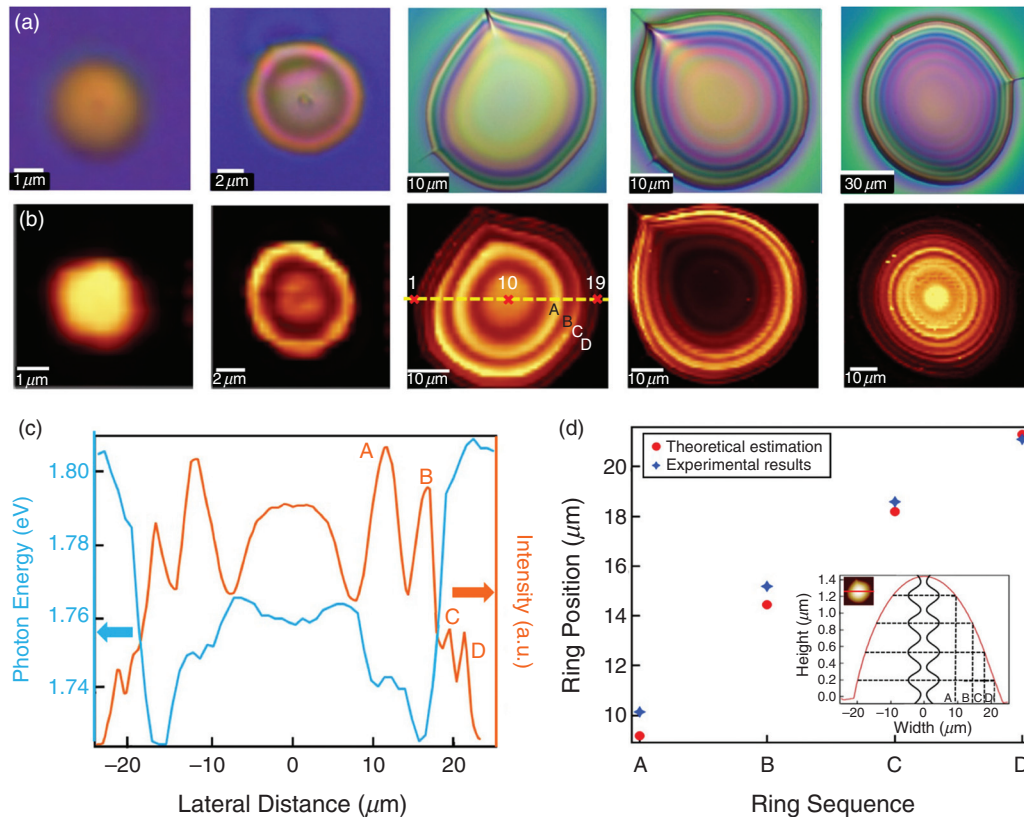 (a)
1 μm
2 μm
10 μm
10 μm
30 μm
(b)
1 10 19
A
B
C
D
1 μm
2 μm
10 μm
10 μm
10 μm
(c)
1.80
1.78
1.76
1.74
Photon Energy (eV)
Intensity (a.u.)
A
B
C
D
−20 −10 0 10 20
Lateral Distance (μm)
(d)
Theoretical estimation
Experimental results
20
18
16
14
12
10
Ring Position (μm)
A B C D
Ring Sequence
1.4
1.2
1.0
0.8
0.6
0.4
0.2
0.0
Height (μm)
A B C D
−20 −10 0 10 20
Width (μm)